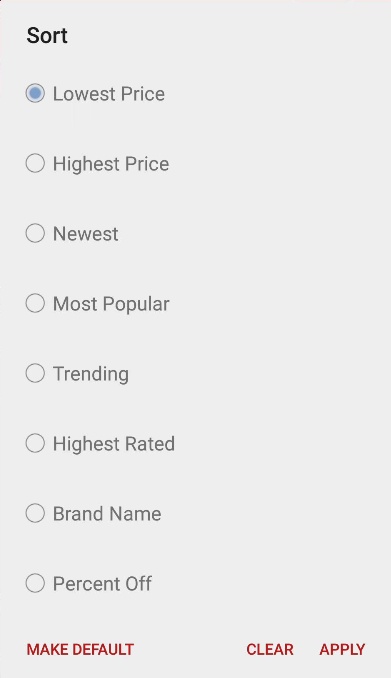 Sort
Lowest Price
Highest Price
Newest
Most Popular
Trending
Highest Rated
Brand Name
Percent Off
MAKE DEFAULT CLEAR APPLY